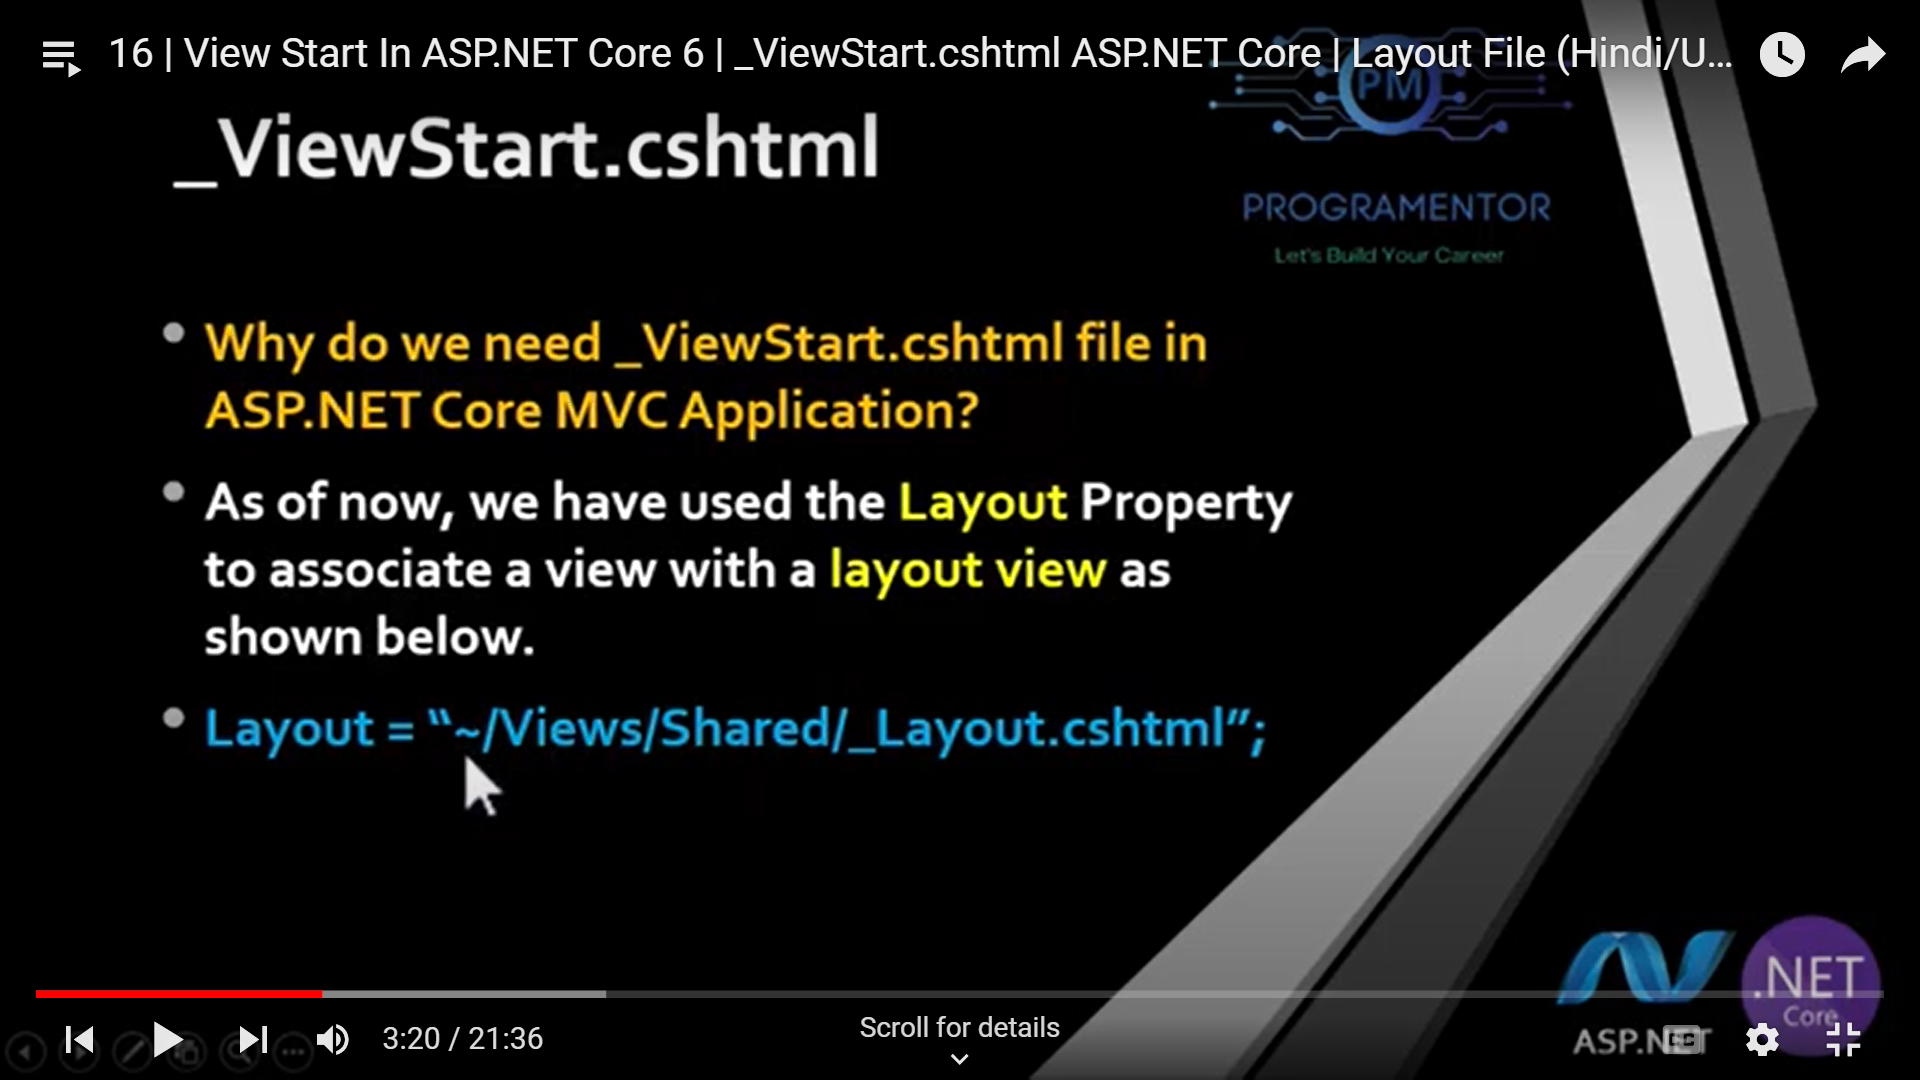 16 | View Start In ASP.NET Core 6 | _ViewStart.cshtml ASP.NET Core | Layout File (Hindi/U...
PM
_ViewStart.cshtml
PROGRAMENTOR
Let's Build Your Career
• Why do we need _ViewStart.cshtml file in
ASP.NET Core MVC Application?
• As of now, we have used the Layout Property
to associate a view with a layout view as
shown below.
• Layout = “~/Views/Shared/_Layout.cshtml”;
.NET
Core
ASP.NET
3:20 / 21:36
Scroll for details